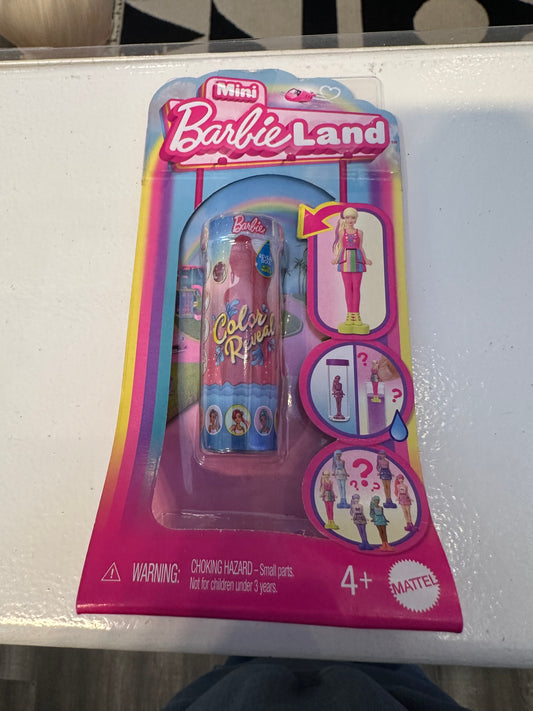 Mini
Barbie Land
Barbie
Color
Reveal
?
?
?
?
?
?
WARNING: CHOKING HAZARD – Small parts.
Not for children under 3 years.
4+
MATTEL